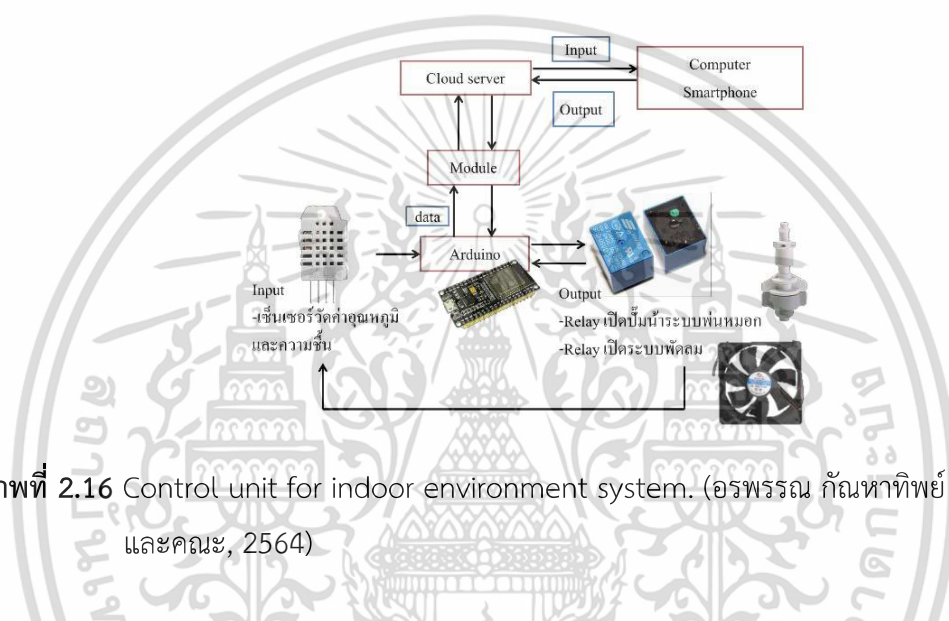 Input
Cloud server
Computer
Smartphone
Output
Module
data
Arduino
Input
-เซ็นเซอร์วัดค่าอุณหภูมิ
และความชื้น
Output
-Relay เปิดปั๊มน้ำระบบพ่นหมอก
-Relay เปิดระบบพัดลม
าพที่ 2.16 Control unit for indoor environment system. (อรพรรณ กัณหาทิพย์
และคณะ, 2564)